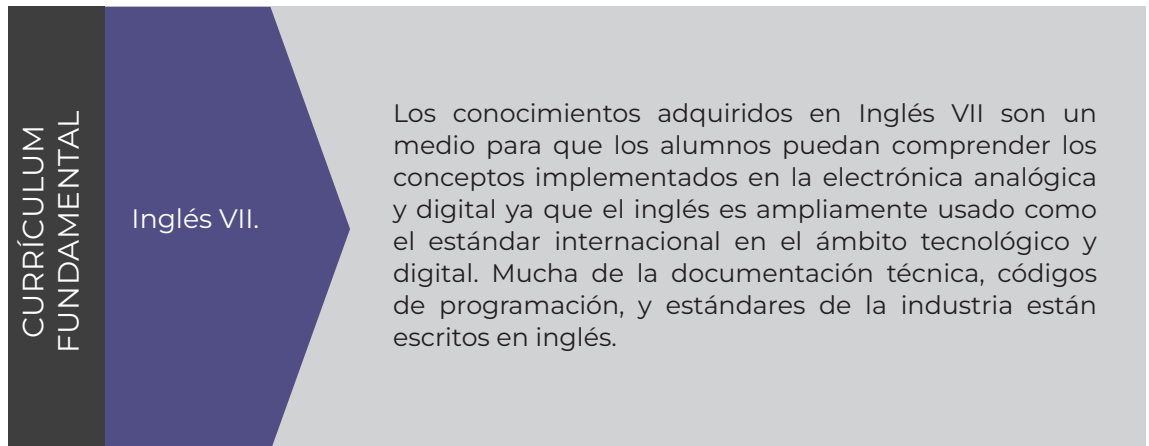 CURRÍCULUM
FUNDAMENTAL
Inglés VII.
Los conocimientos adquiridos en Inglés VII son un
medio para que los alumnos puedan comprender los
conceptos implementados en la electrónica analógica
y digital ya que el inglés es ampliamente usado como
el estándar internacional en el ámbito tecnológico y
digital. Mucha de la documentación técnica, códigos
de programación, y estándares de la industria están
escritos en inglés.